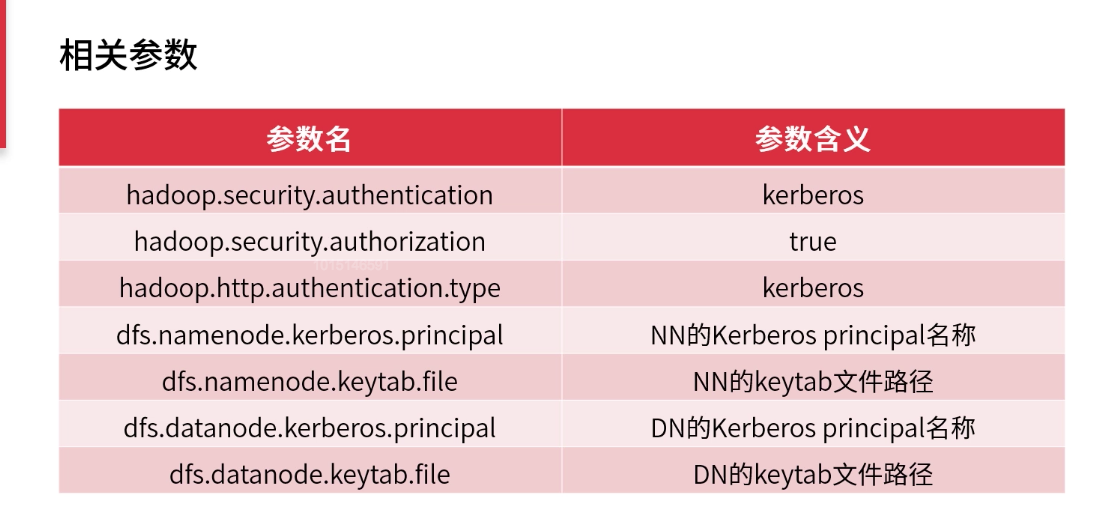 相关参数
参数名 参数含义
hadoop.security.authentication kerberos
hadoop.security.authorization true
hadoop.http.authentication.type kerberos
dfs.namenode.kerberos.principal NN的Kerberos principal名称
dfs.namenode.keytab.file NN的keytab文件路径
dfs.datanode.kerberos.principal DN的Kerberos principal名称
dfs.datanode.keytab.file DN的keytab文件路径